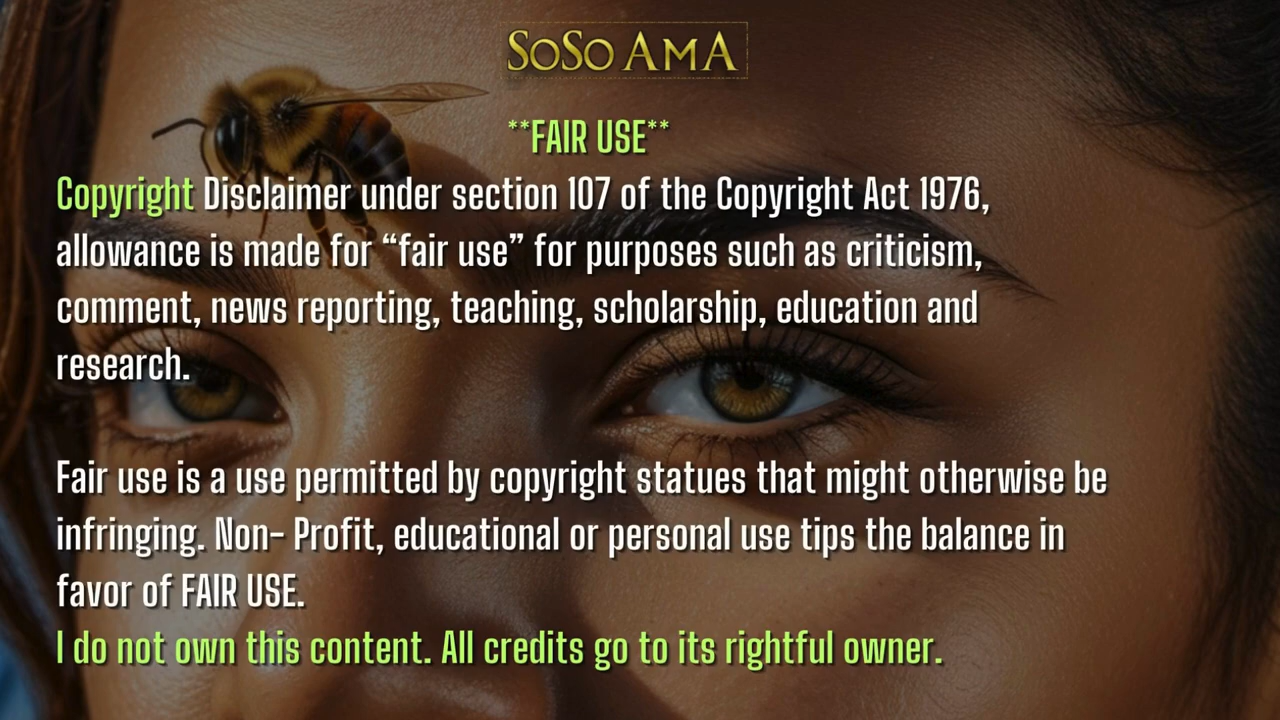 SoSo AmA
**FAIR USE**
Copyright Disclaimer under section 107 of the Copyright Act 1976,
allowance is made for “fair use” for purposes such as criticism,
comment, news reporting, teaching, scholarship, education and
research.
Fair use is a use permitted by copyright statues that might otherwise be
infringing. Non- Profit, educational or personal use tips the balance in
favor of FAIR USE.
I do not own this content. All credits go to its rightful owner.